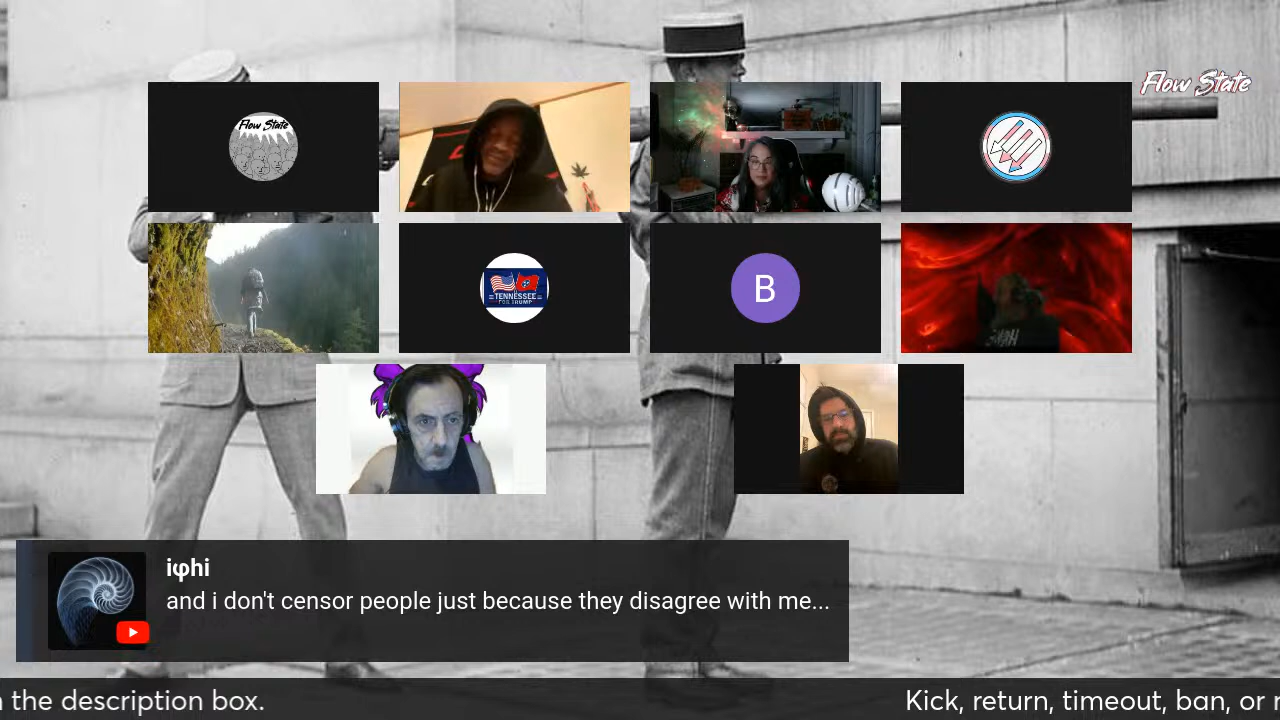 Flow State
Flow State
TENNESSEE
FOR TRUMP
B
iφhi
and i don't censor people just because they disagree with me...
the description box.
Kick, return, timeout, ban, or